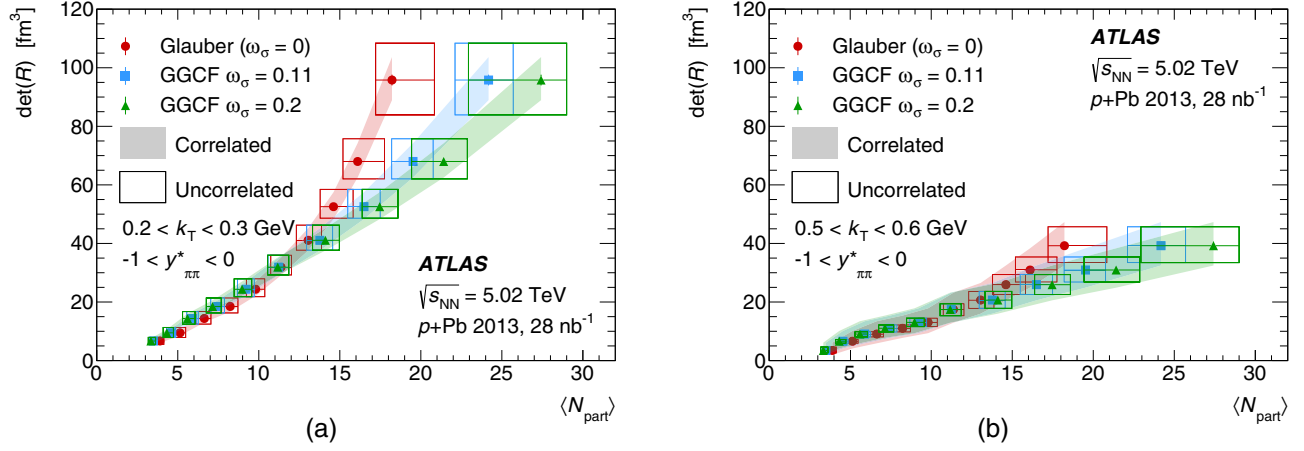 det(R) [fm³]
120
100
80
60
40
20
0
Glauber (ω_σ = 0)
GGCF ω_σ = 0.11
GGCF ω_σ = 0.2
Correlated
Uncorrelated
0.2 < k_T < 0.3 GeV
-1 < y*_ππ < 0
ATLAS
√s_NN = 5.02 TeV
p+Pb 2013, 28 nb⁻¹
0 5 10 15 20 25 30
⟨N_part⟩
(a)
det(R) [fm³]
120
100
80
60
40
20
0
Glauber (ω_σ = 0)
GGCF ω_σ = 0.11
GGCF ω_σ = 0.2
Correlated
Uncorrelated
0.5 < k_T < 0.6 GeV
-1 < y*_ππ < 0
ATLAS
√s_NN = 5.02 TeV
p+Pb 2013, 28 nb⁻¹
0 5 10 15 20 25 30
⟨N_part⟩
(b)